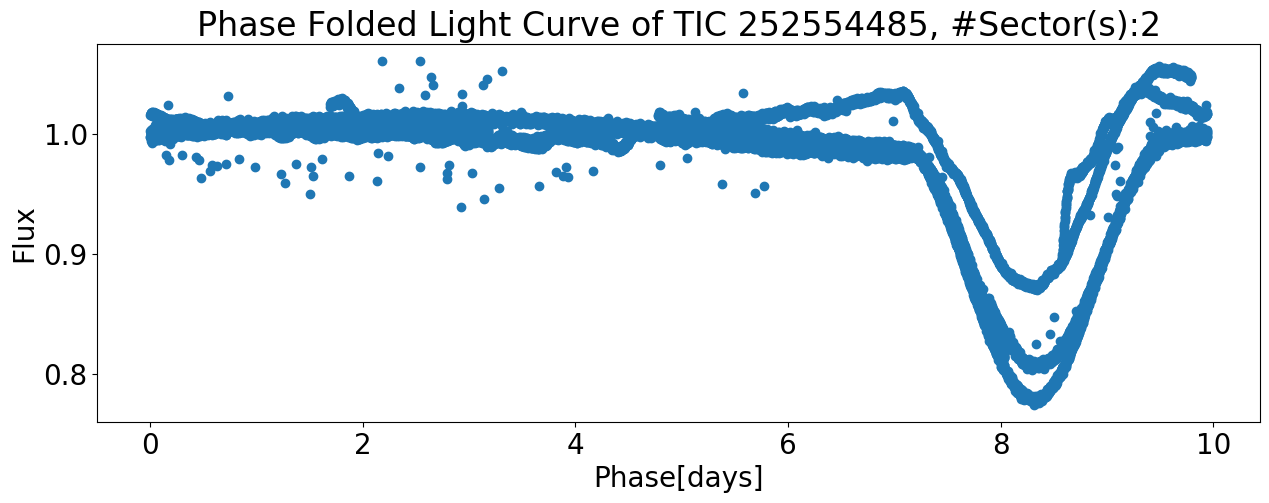 Phase Folded Light Curve of TIC 252554485, #Sector(s):2
Flux
1.0
0.9
0.8
0 2 4 6 8 10
Phase[days]